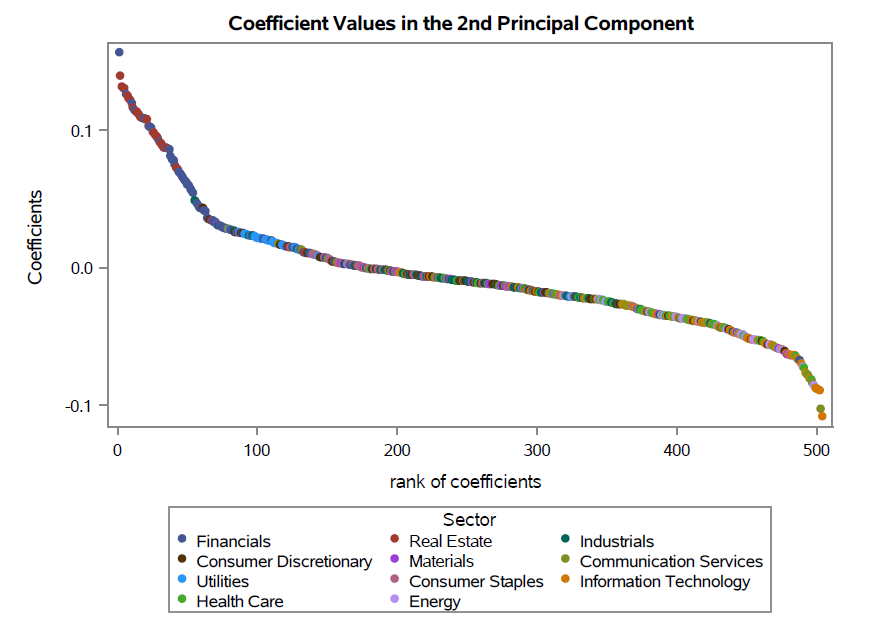 Coefficient Values in the 2nd Principal Component
Coefficients
0.1
0.0
-0.1
0 100 200 300 400 500
rank of coefficients
Sector
Financials Real Estate Industrials
Consumer Discretionary Materials Communication Services
Utilities Consumer Staples Information Technology
Health Care Energy